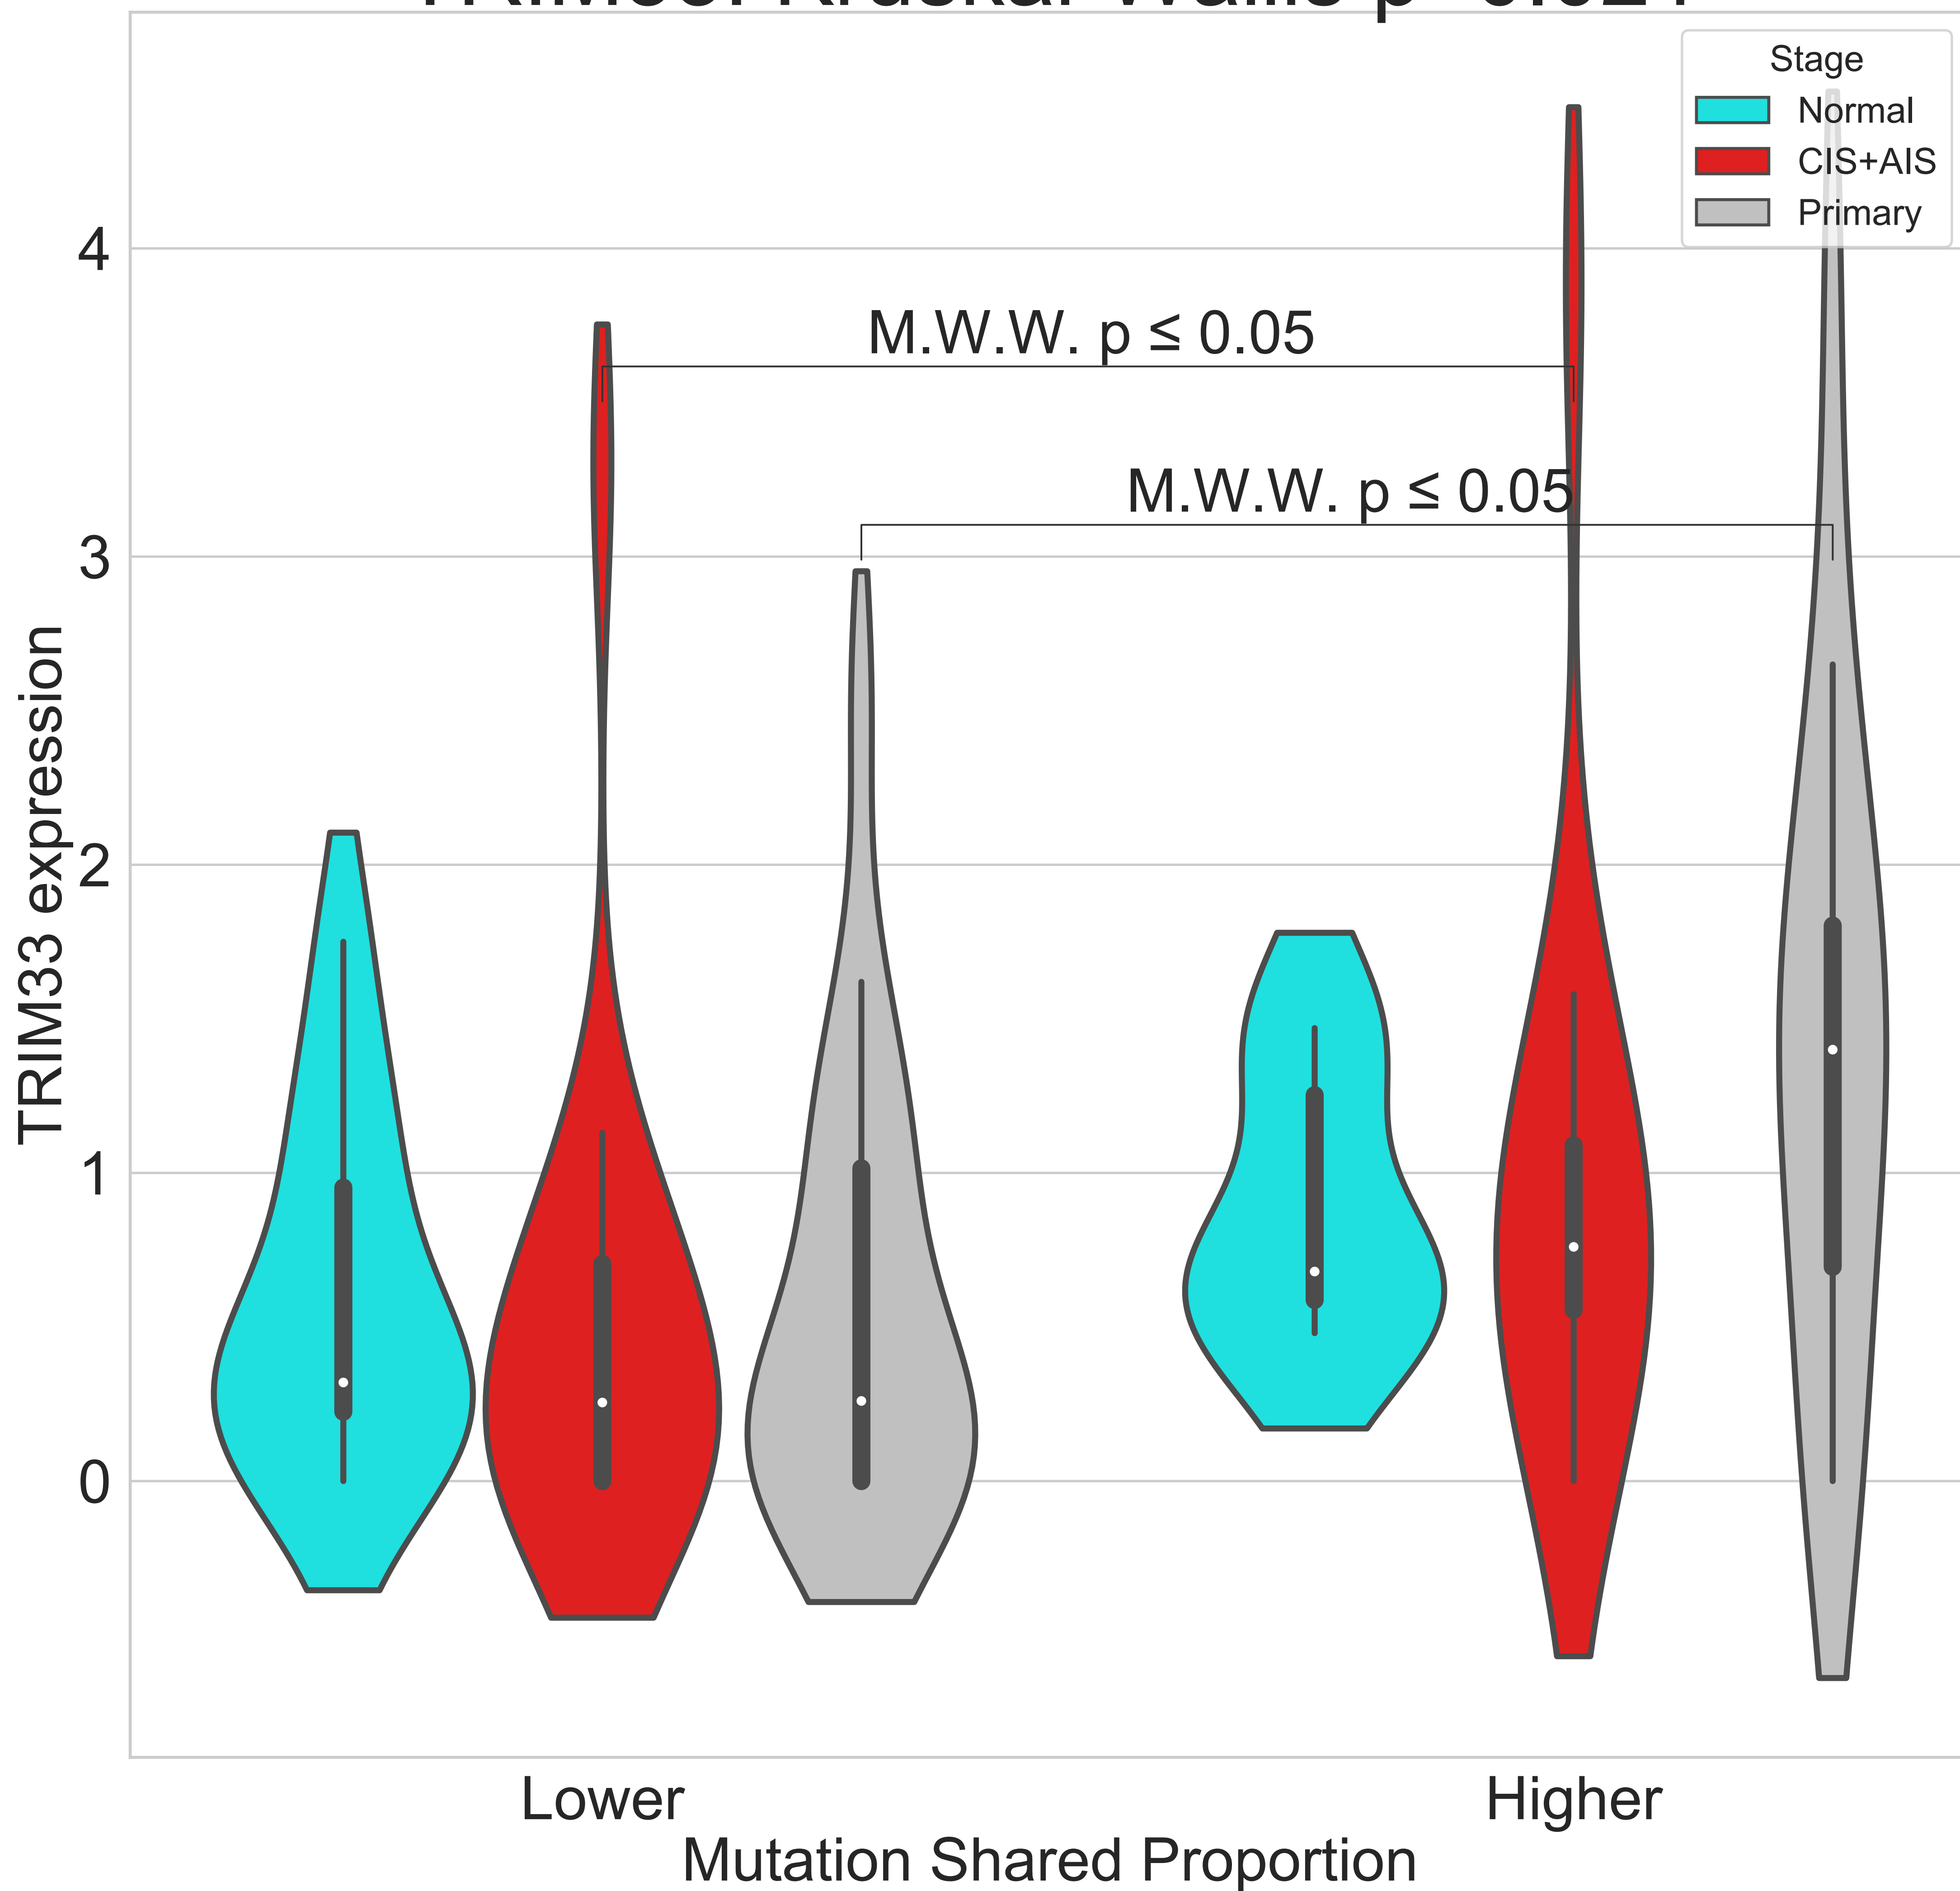 Stage
Normal
CIS+AIS
Primary
4
M.W.W. p ≤ 0.05
M.W.W. p ≤ 0.05
3
TRIM33 expression
2
1
0
Lower
Higher
Mutation Shared Proportion